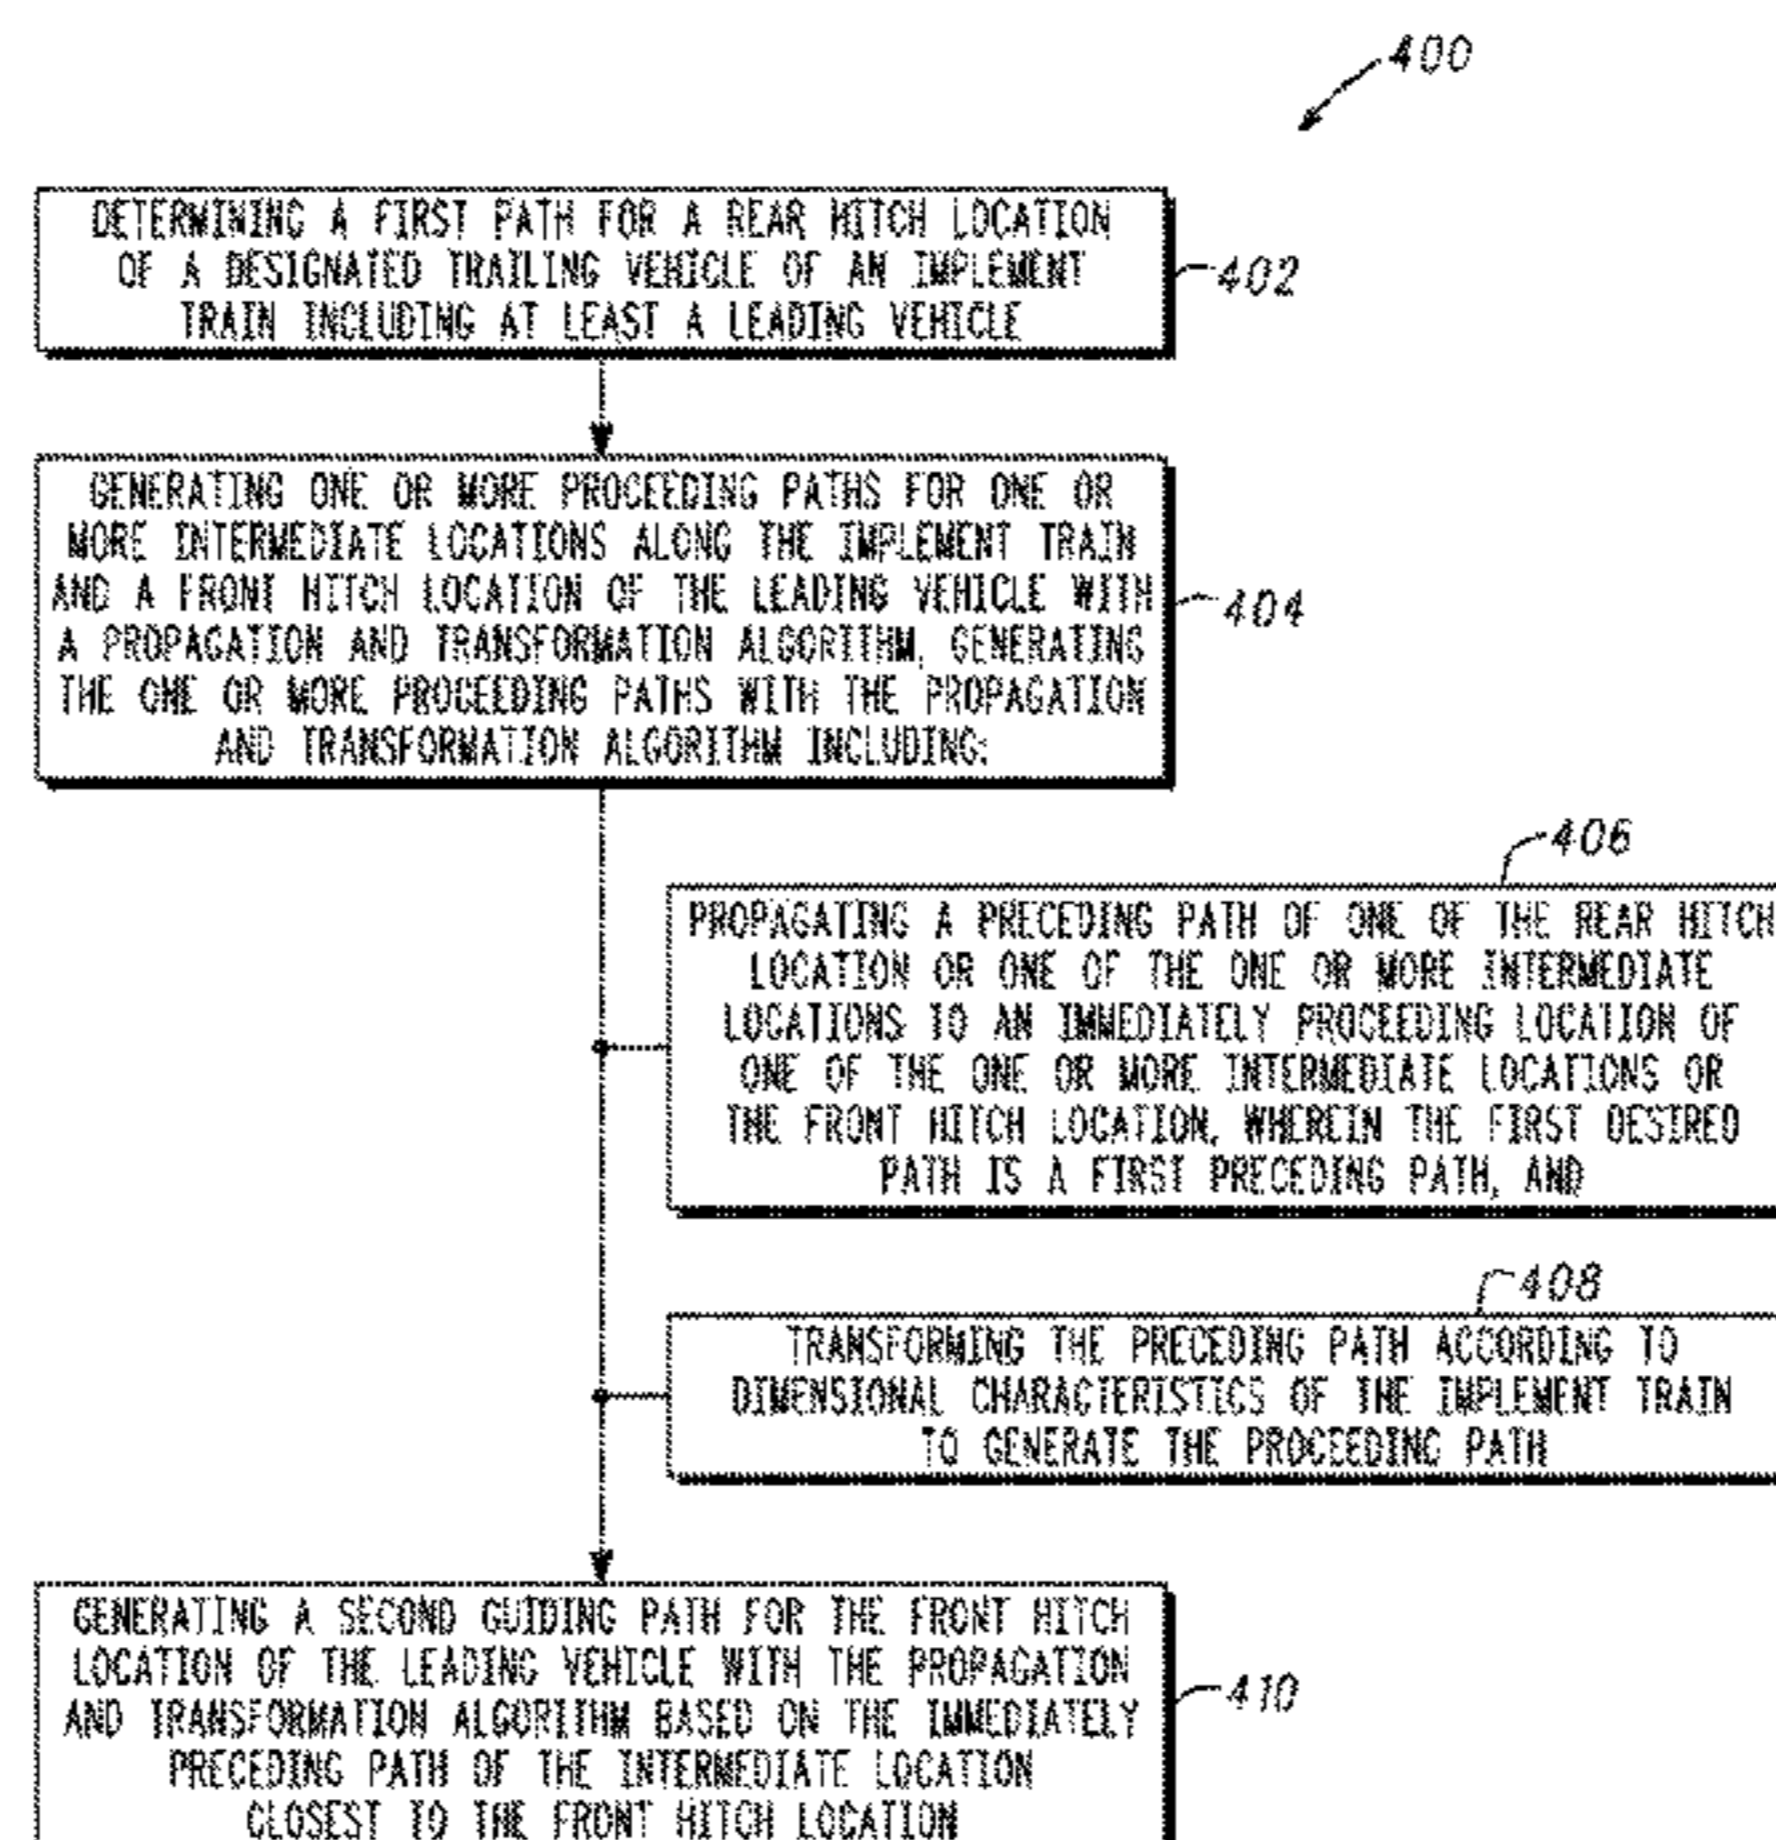 400
DETERMINING A FIRST PATH FOR A REAR HITCH LOCATION
OF A DESIGNATED TRAILING VEHICLE OF AN IMPLEMENT
TRAIN INCLUDING AT LEAST A LEADING VEHICLE
402
GENERATING ONE OR MORE PROCEEDING PATHS FOR ONE OR
MORE INTERMEDIATE LOCATIONS ALONG THE IMPLEMENT TRAIN
AND A FRONT HITCH LOCATION OF THE LEADING VEHICLE WITH
A PROPAGATION AND TRANSFORMATION ALGORITHM, GENERATING
THE ONE OR MORE PROCEEDING PATHS WITH THE PROPAGATION
AND TRANSFORMATION ALGORITHM INCLUDING:
404
406
PROPAGATING A PRECEDING PATH OF ONE OF THE REAR HITCH
LOCATION OR ONE OF THE ONE OR MORE INTERMEDIATE
LOCATIONS TO AN IMMEDIATELY PROCEEDING LOCATION OF
ONE OF THE ONE OR MORE INTERMEDIATE LOCATIONS OR
THE FRONT HITCH LOCATION, WHEREIN THE FIRST DESIRED
PATH IS A FIRST PRECEDING PATH, AND
408
TRANSFORMING THE PRECEDING PATH ACCORDING TO
DIMENSIONAL CHARACTERISTICS OF THE IMPLEMENT TRAIN
TO GENERATE THE PROCEEDING PATH
GENERATING A SECOND GUIDING PATH FOR THE FRONT HITCH
LOCATION OF THE LEADING VEHICLE WITH THE PROPAGATION
AND TRANSFORMATION ALGORITHM BASED ON THE IMMEDIATELY
PRECEDING PATH OF THE INTERMEDIATE LOCATION
CLOSEST TO THE FRONT HITCH LOCATION
410